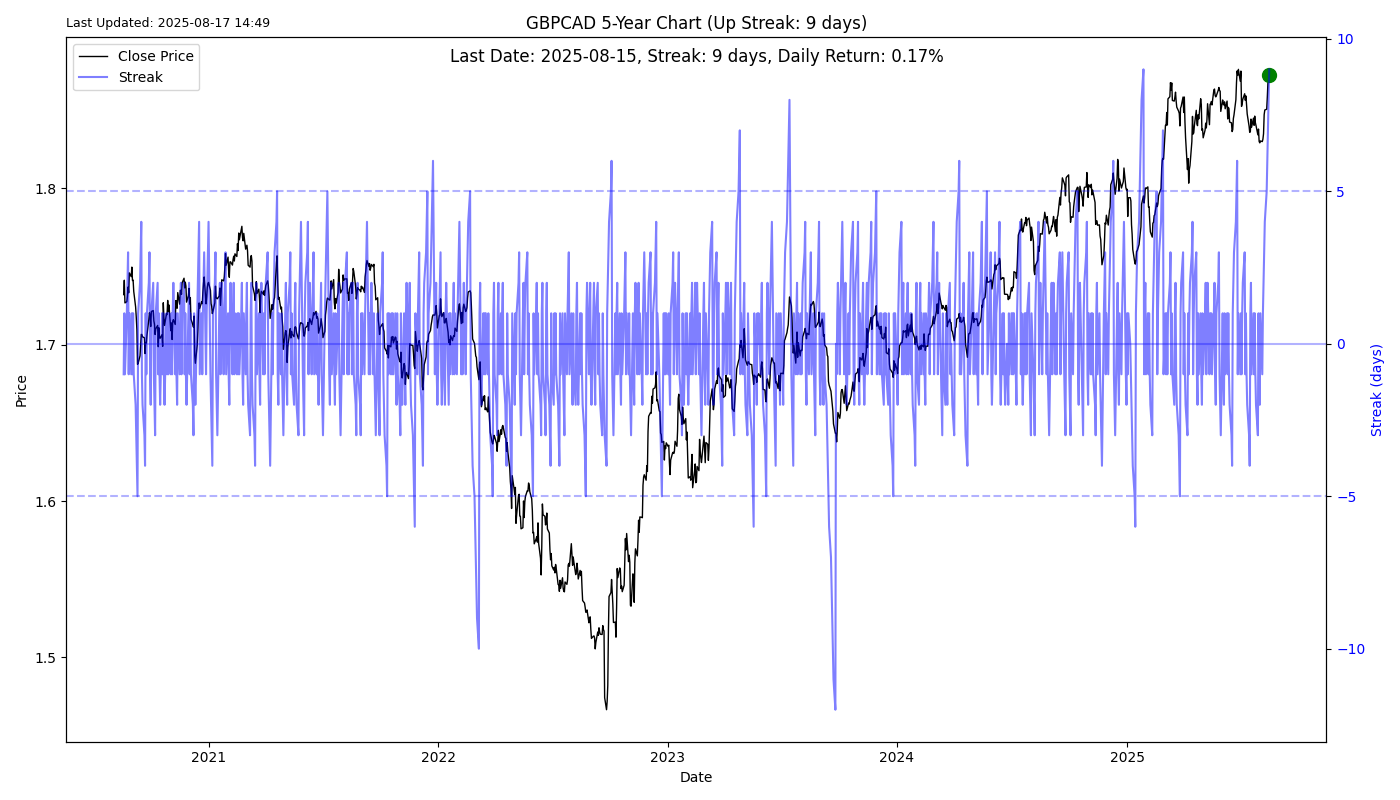 Last Updated: 2025-08-17 14:49
GBPCAD 5-Year Chart (Up Streak: 9 days)
Last Date: 2025-08-15, Streak: 9 days, Daily Return: 0.17%
Close Price
Streak
Price
1.8
1.7
1.6
1.5
10
5
0
−5
−10
Streak (days)
2021
2022
2023
2024
2025
Date